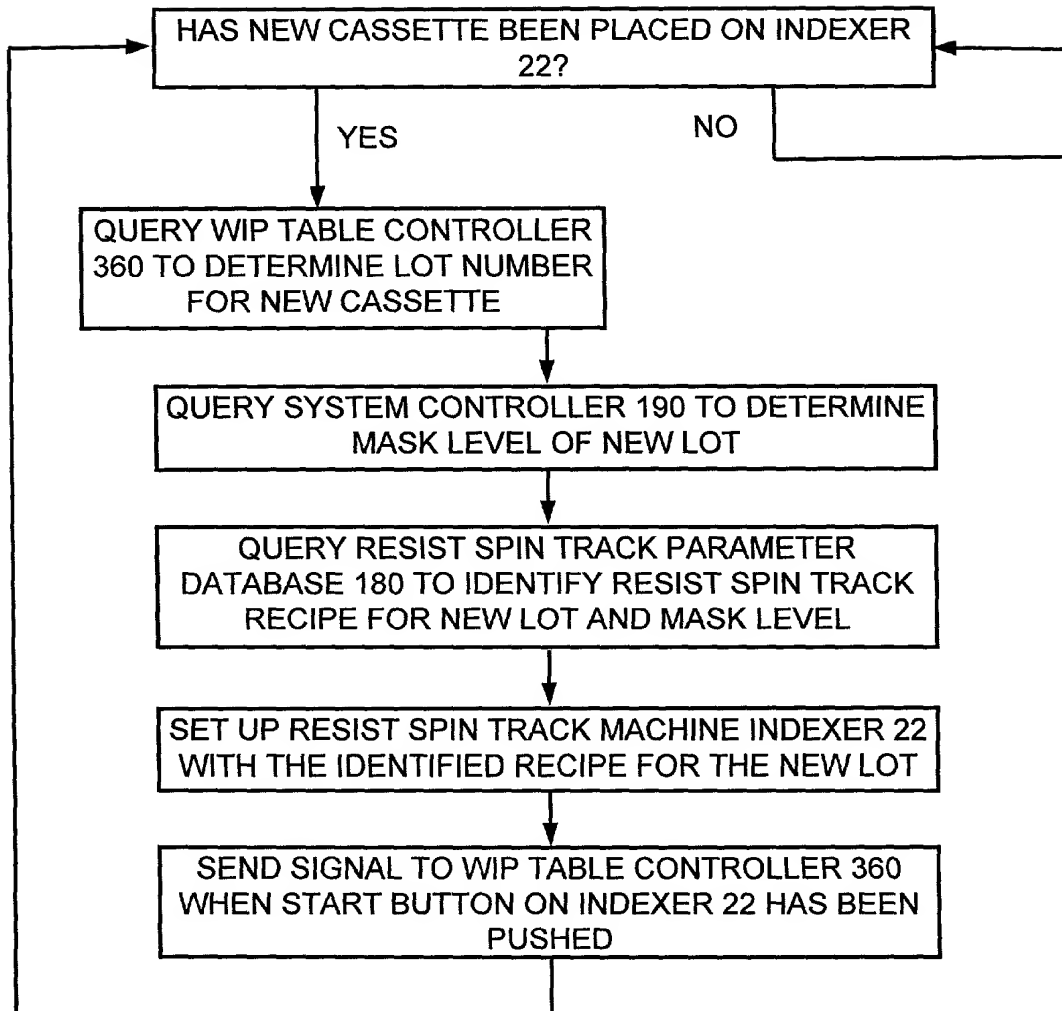 HAS NEW CASSETTE BEEN PLACED ON INDEXER
22?
YES
NO
QUERY WIP TABLE CONTROLLER
360 TO DETERMINE LOT NUMBER
FOR NEW CASSETTE
QUERY SYSTEM CONTROLLER 190 TO DETERMINE
MASK LEVEL OF NEW LOT
QUERY RESIST SPIN TRACK PARAMETER
DATABASE 180 TO IDENTIFY RESIST SPIN TRACK
RECIPE FOR NEW LOT AND MASK LEVEL
SET UP RESIST SPIN TRACK MACHINE INDEXER 22
WITH THE IDENTIFIED RECIPE FOR THE NEW LOT
SEND SIGNAL TO WIP TABLE CONTROLLER 360
WHEN START BUTTON ON INDEXER 22 HAS BEEN
PUSHED